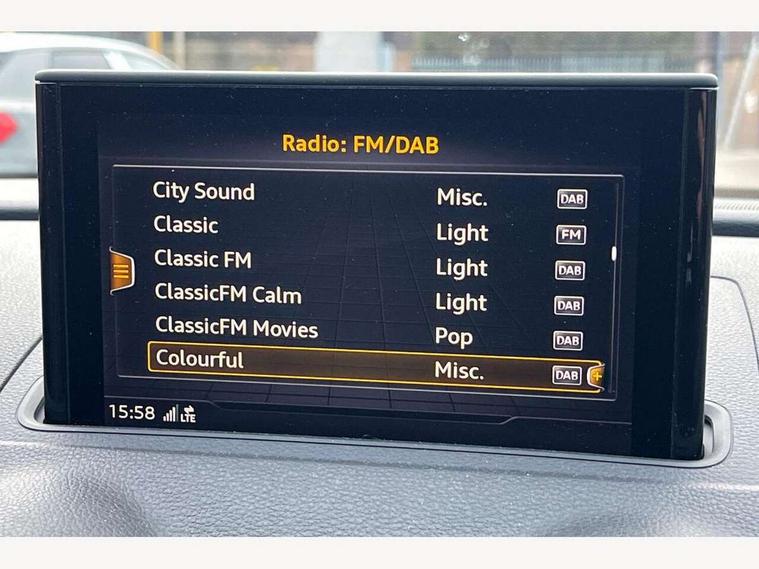 Radio: FM/DAB
City Sound Misc. DAB
Classic Light FM
Classic FM Light DAB
ClassicFM Calm Light DAB
ClassicFM Movies Pop DAB
Colourful Misc. DAB
15:58 LTE